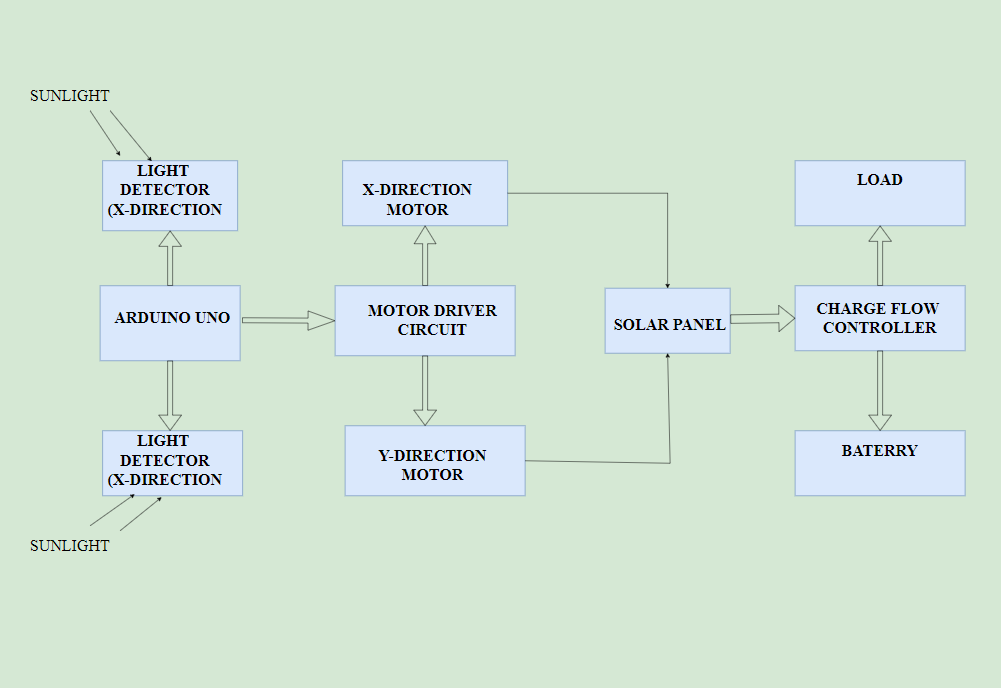 SUNLIGHT
LIGHT
DETECTOR
(X-DIRECTION
X-DIRECTION
MOTOR
LOAD
ARDUINO UNO
MOTOR DRIVER
CIRCUIT
SOLAR PANEL
CHARGE FLOW
CONTROLLER
LIGHT
DETECTOR
(X-DIRECTION
Y-DIRECTION
MOTOR
BATERRY
SUNLIGHT